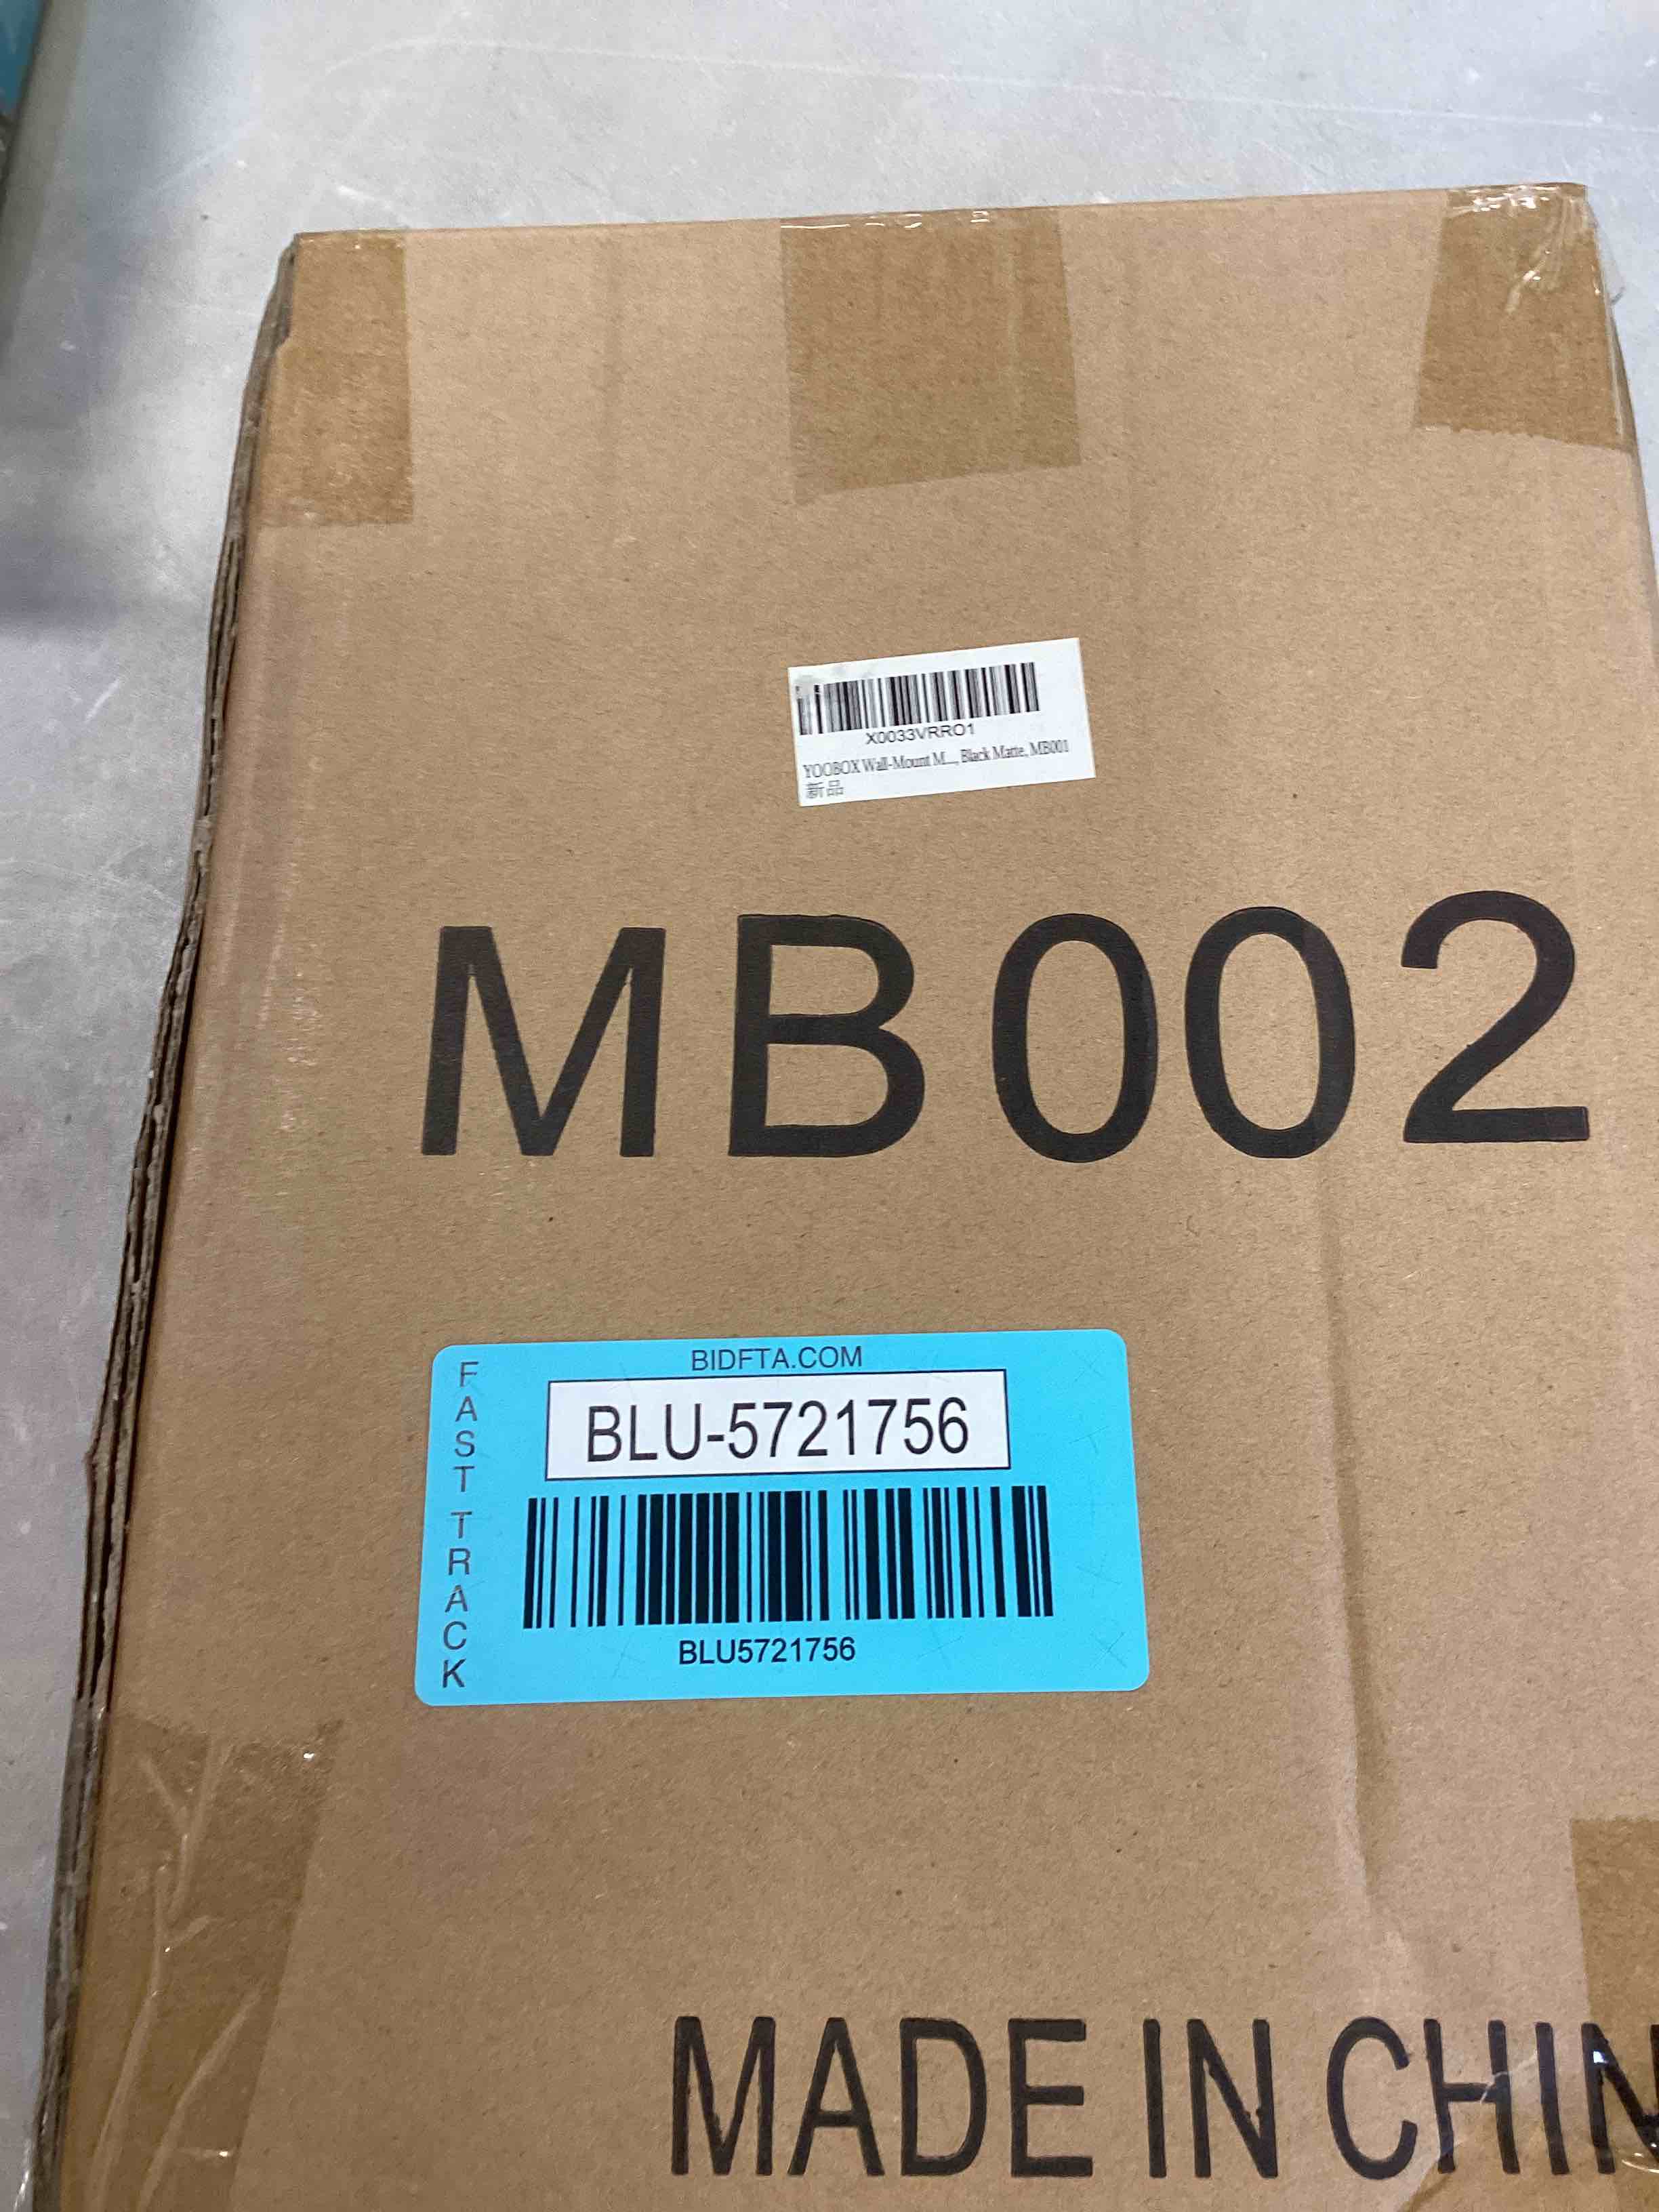 X0033VRRO1
YOOBOX Wall-Mount M..., Black Matte, MB001
新品
MB002
BIDFTA.COM
FAST TRACK
BLU-5721756
BLU5721756
MADE IN CHIN